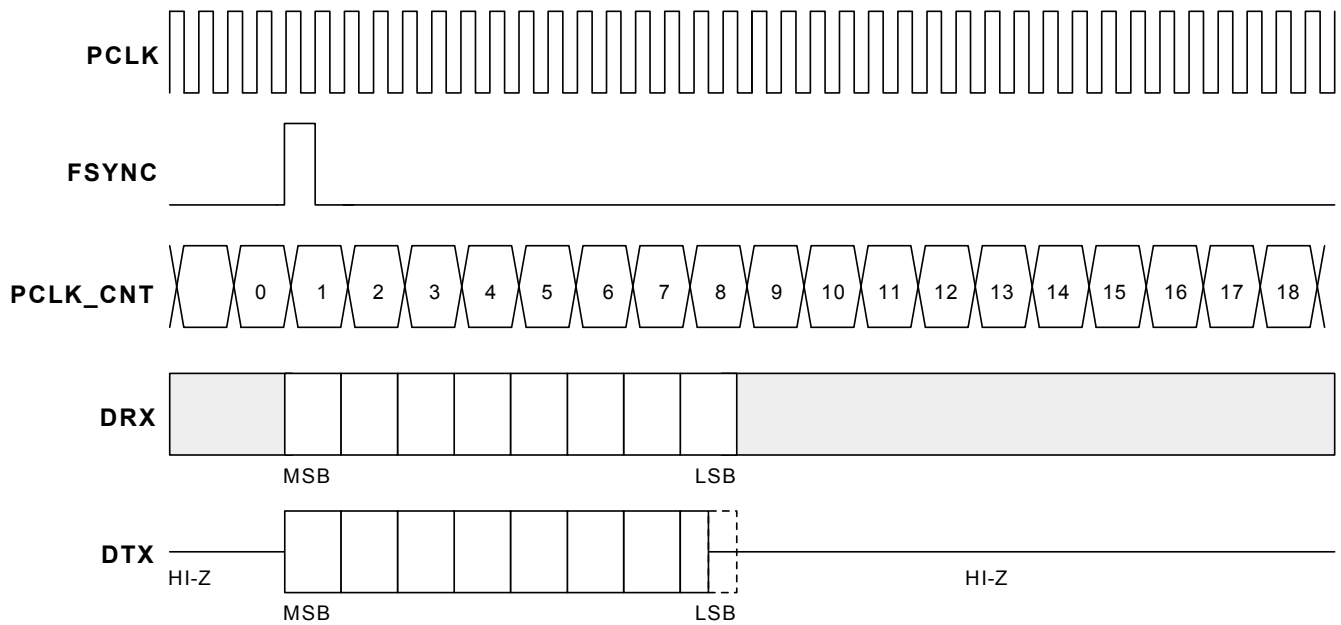 PCLK
FSYNC
PCLK_CNT 0 1 2 3 4 5 6 7 8 9 10 11 12 13 14 15 16 17 18
DRX
MSB LSB
DTX
HI-Z HI-Z
MSB LSB